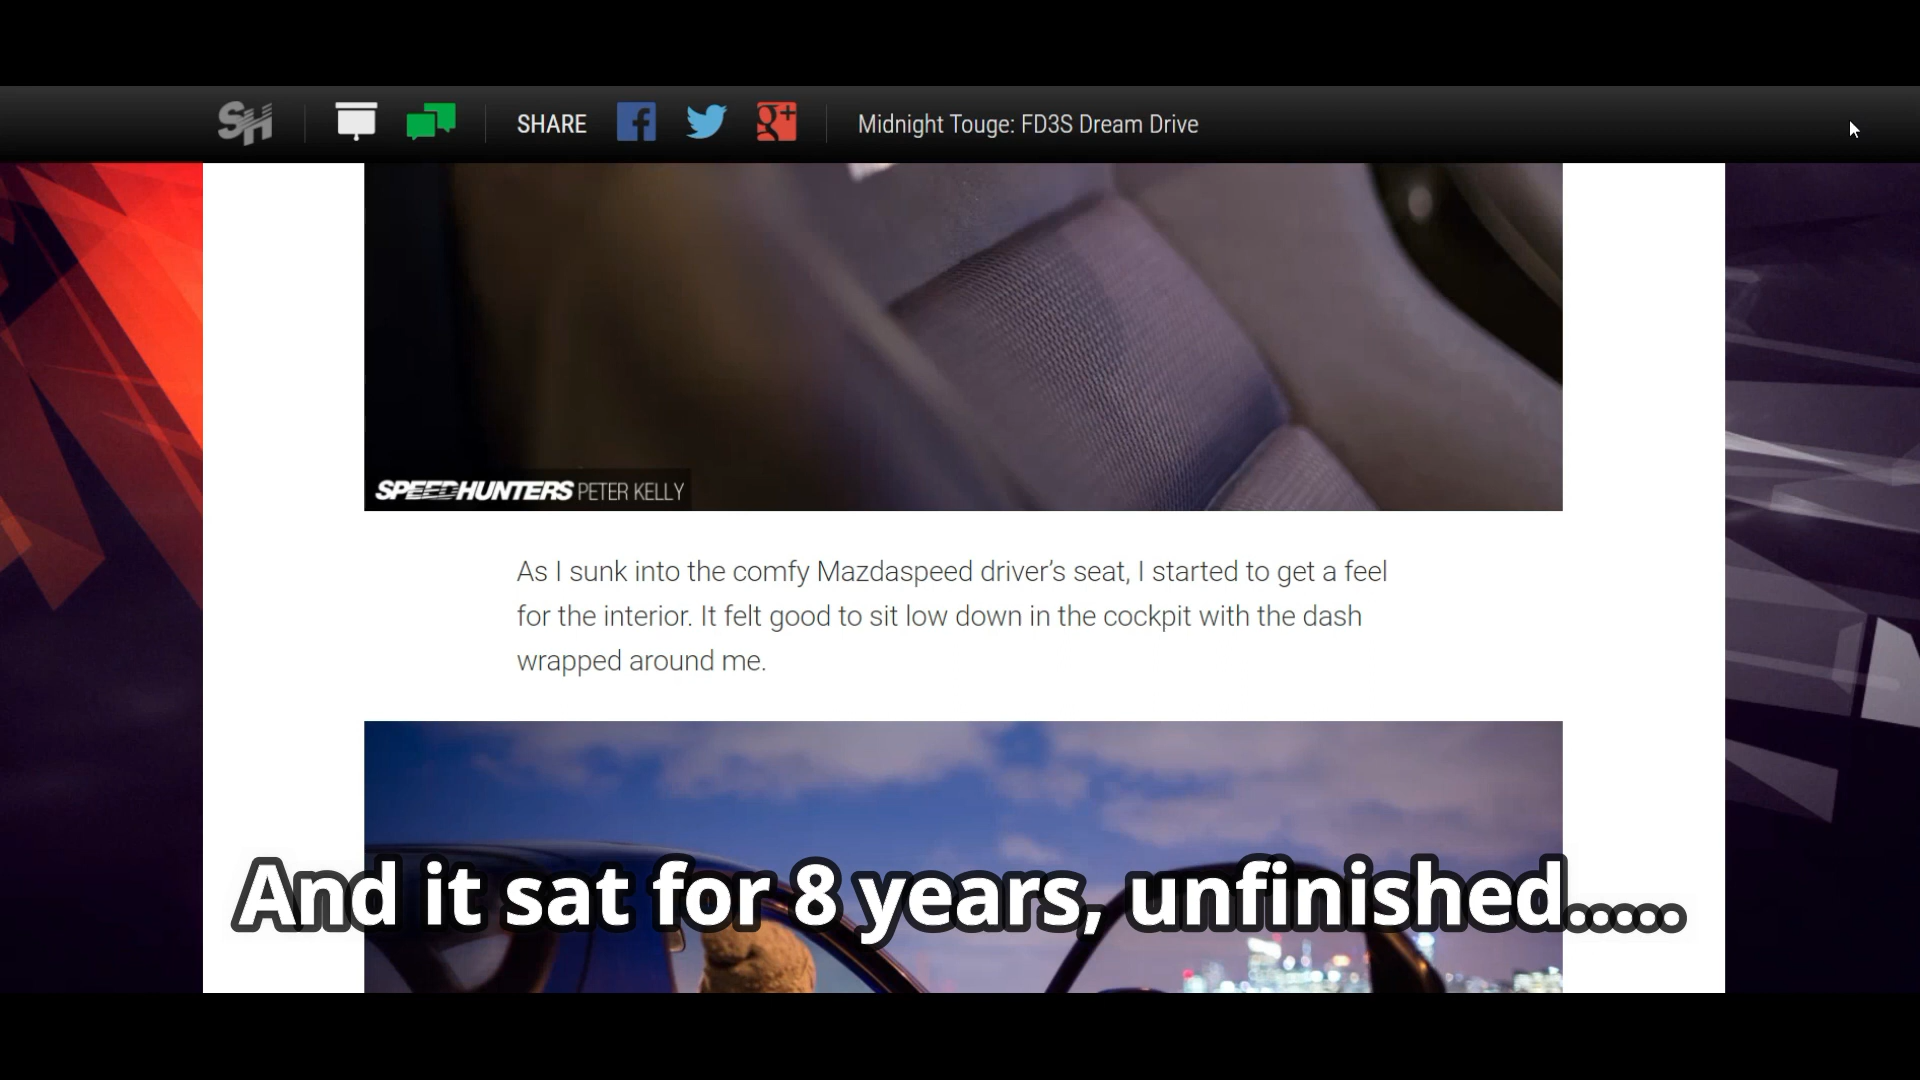 SH
SHARE
Midnight Touge: FD3S Dream Drive
SPEEDHUNTERS PETER KELLY
As I sunk into the comfy Mazdaspeed driver’s seat, I started to get a feel
for the interior. It felt good to sit low down in the cockpit with the dash
wrapped around me.
And it sat for 8 years, unfinished.....